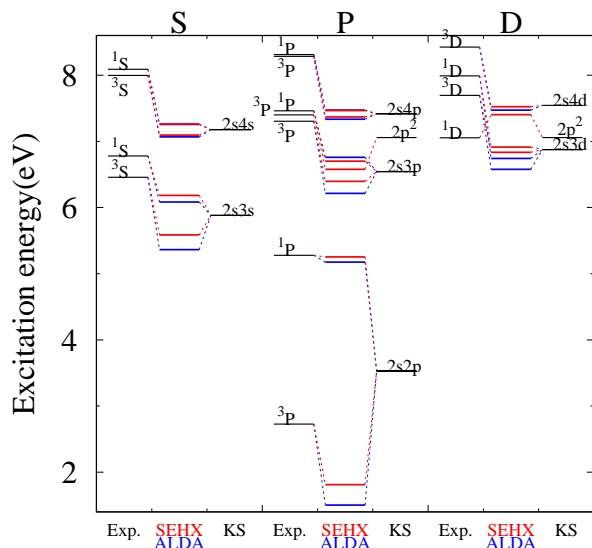 S P D
Excitation energy(eV)
8
6
4
2
¹S
³S
¹S
³S
2s4s
2s3s
¹P
³P
¹P
³P
³P
¹P
³P
2s4p
2p²
2s3p
2s2p
³D
¹D
³D
¹D
2s4d
2p²
2s3d
Exp. SEHX KS Exp. SEHX KS Exp. SEHX KS
ALDA ALDA ALDA